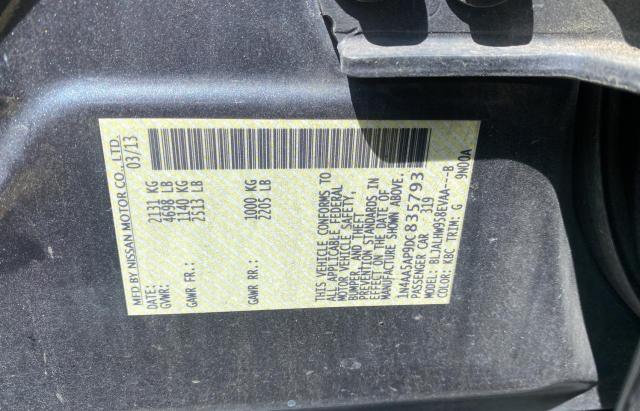 MFD BY NISSAN MOTOR CO., LTD.
DATE: 03/13
GVWR: 2131 KG
4698 LB
GAWR FR: 1140 KG
2513 LB
GAWR RR: 1000 KG
2205 LB
THIS VEHICLE CONFORMS TO
ALL APPLICABLE FEDERAL
MOTOR VEHICLE SAFETY,
BUMPER, AND THEFT
PREVENTION STANDARDS IN
EFFECT ON THE DATE OF
MANUFACTURE SHOWN ABOVE.
1N4AA5AP9DC835793
PASSENGER CAR 319
MODEL: BLJALHW958EVAA---B
COLOR: KBC TRIM: G 9N00A